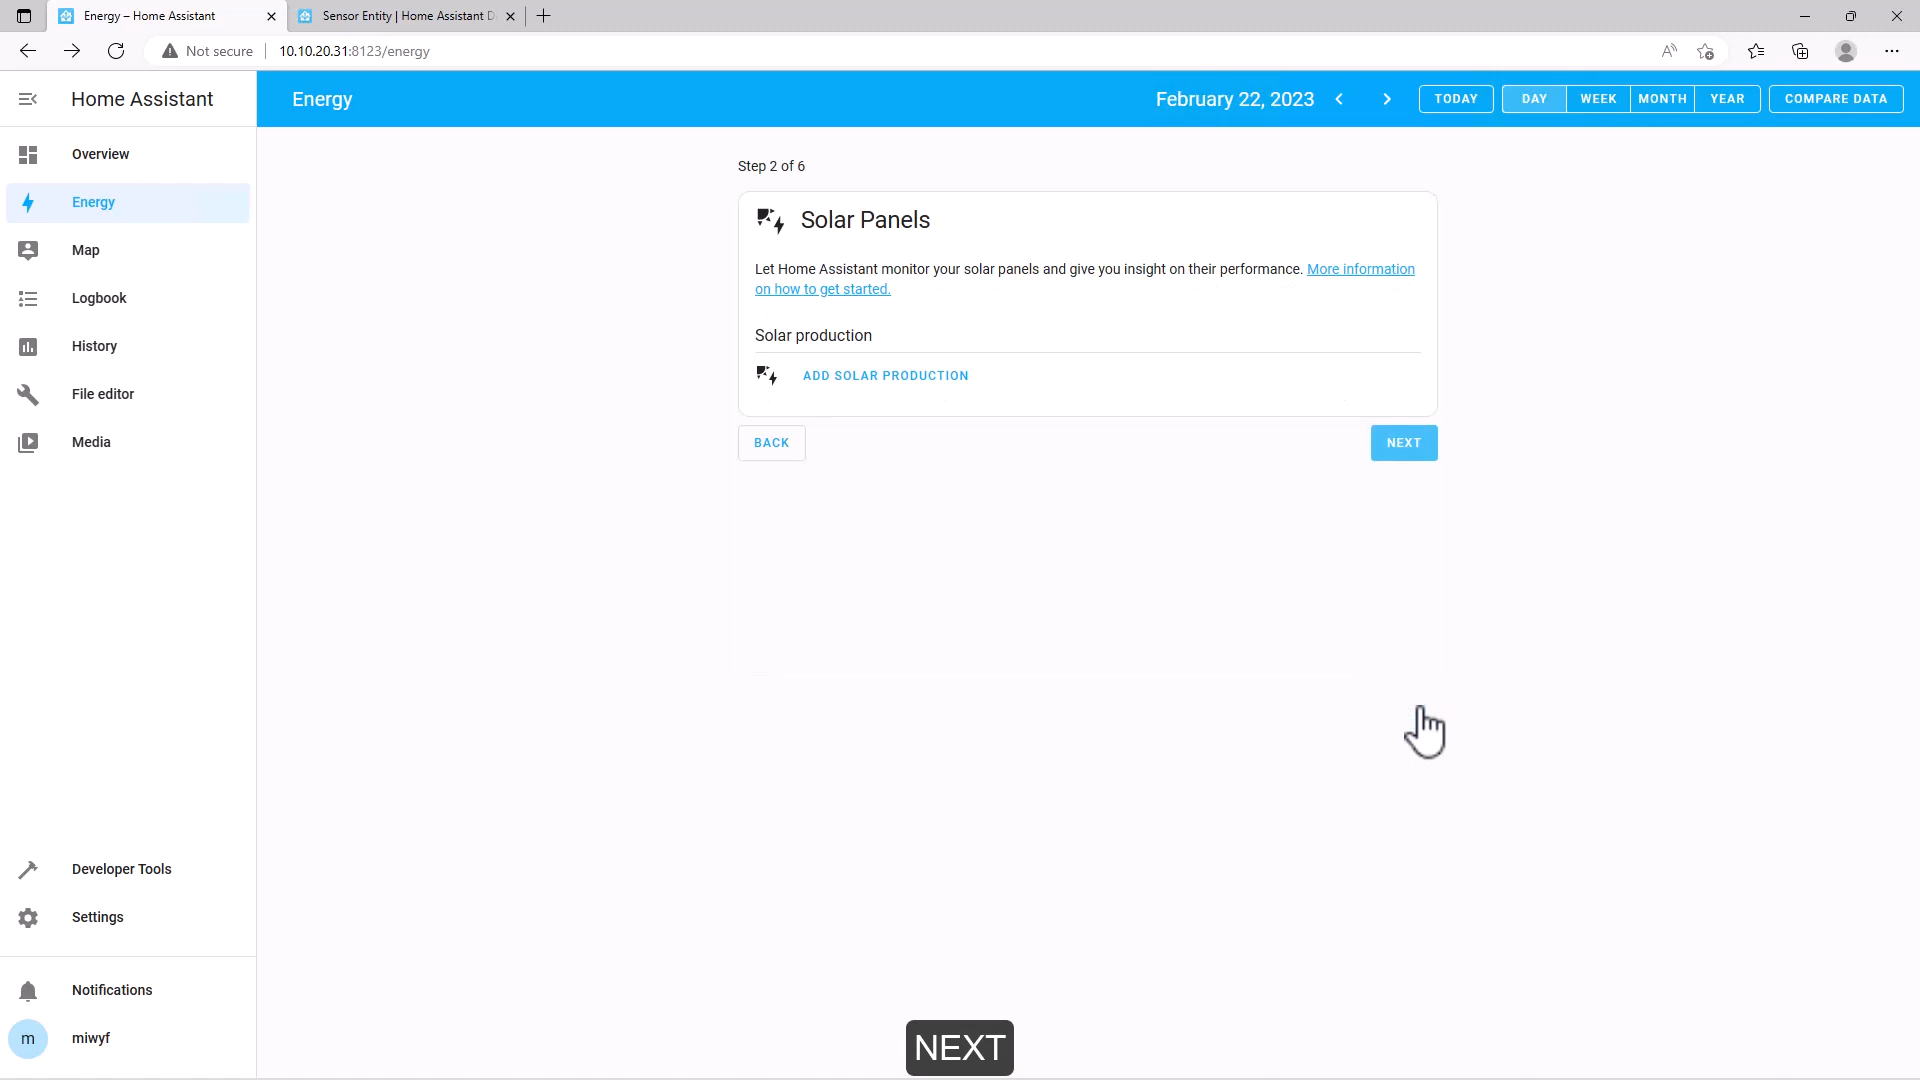 Energy – Home Assistant
Sensor Entity | Home Assistant D
Not secure
10.10.20.31:8123/energy
Home Assistant
Energy
February 22, 2023
TODAY
DAY
WEEK
MONTH
YEAR
COMPARE DATA
Overview
Energy
Map
Logbook
History
File editor
Media
Developer Tools
Settings
Notifications
m
miwyf
Step 2 of 6
Solar Panels
Let Home Assistant monitor your solar panels and give you insight on their performance. More information
on how to get started.
Solar production
ADD SOLAR PRODUCTION
BACK
NEXT
NEXT